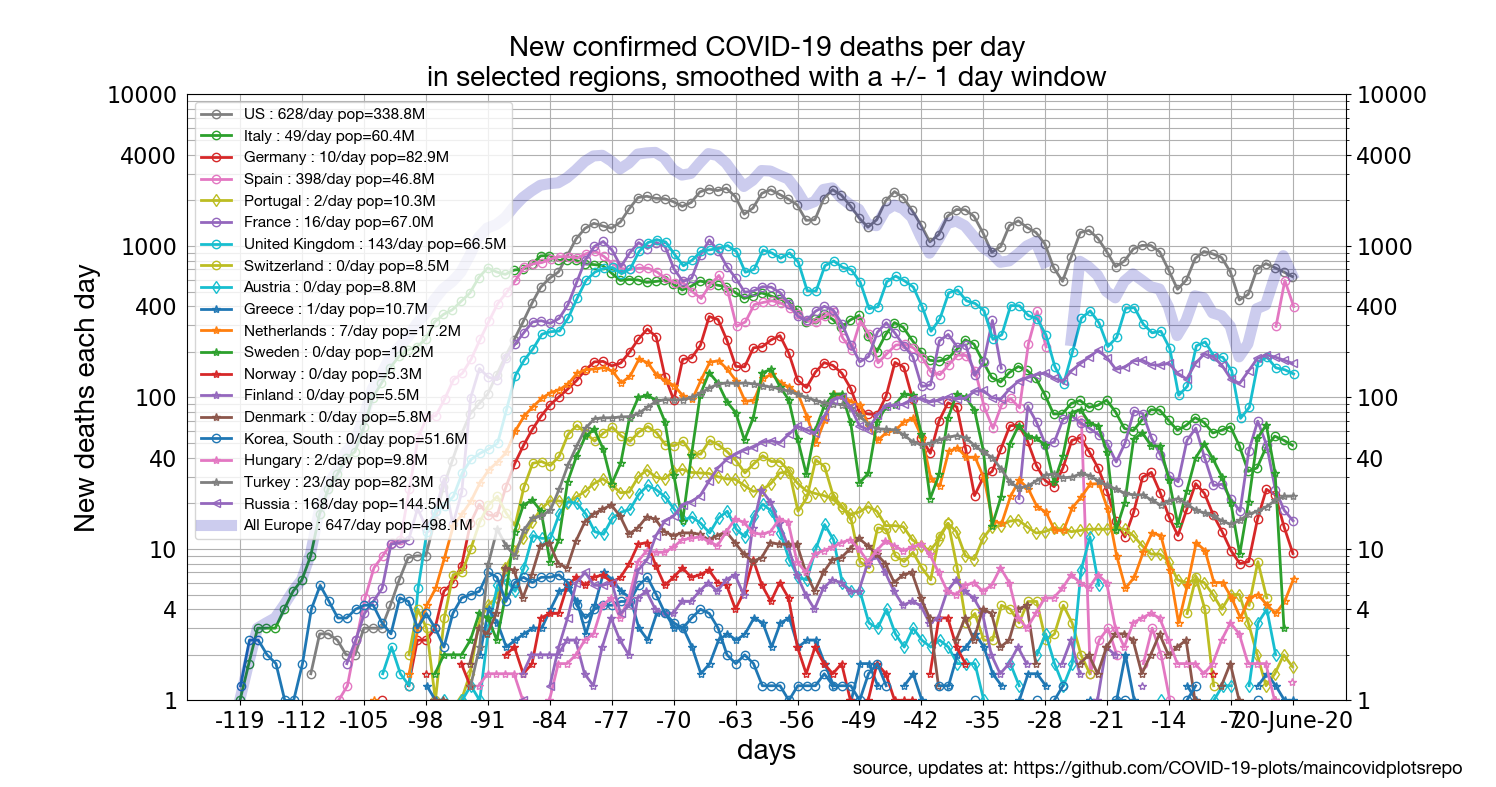 New confirmed COVID-19 deaths per day
in selected regions, smoothed with a +/- 1 day window
10000
4000
1000
400
100
40
10
4
1
New deaths each day
US : 628/day pop=338.8M
Italy : 49/day pop=60.4M
Germany : 10/day pop=82.9M
Spain : 398/day pop=46.8M
Portugal : 2/day pop=10.3M
France : 16/day pop=67.0M
United Kingdom : 143/day pop=66.5M
Switzerland : 0/day pop=8.5M
Austria : 0/day pop=8.8M
Greece : 1/day pop=10.7M
Netherlands : 7/day pop=17.2M
Sweden : 0/day pop=10.2M
Norway : 0/day pop=5.3M
Finland : 0/day pop=5.5M
Denmark : 0/day pop=5.8M
Korea, South : 0/day pop=51.6M
Hungary : 2/day pop=9.8M
Turkey : 23/day pop=82.3M
Russia : 168/day pop=144.5M
All Europe : 647/day pop=498.1M
10000
4000
1000
400
100
40
10
4
1
-119 -112 -105 -98 -91 -84 -77 -70 -63 -56 -49 -42 -35 -28 -21 -14 -7 20-June-20
days
source, updates at: https://github.com/COVID-19-plots/maincovidplotsrepo